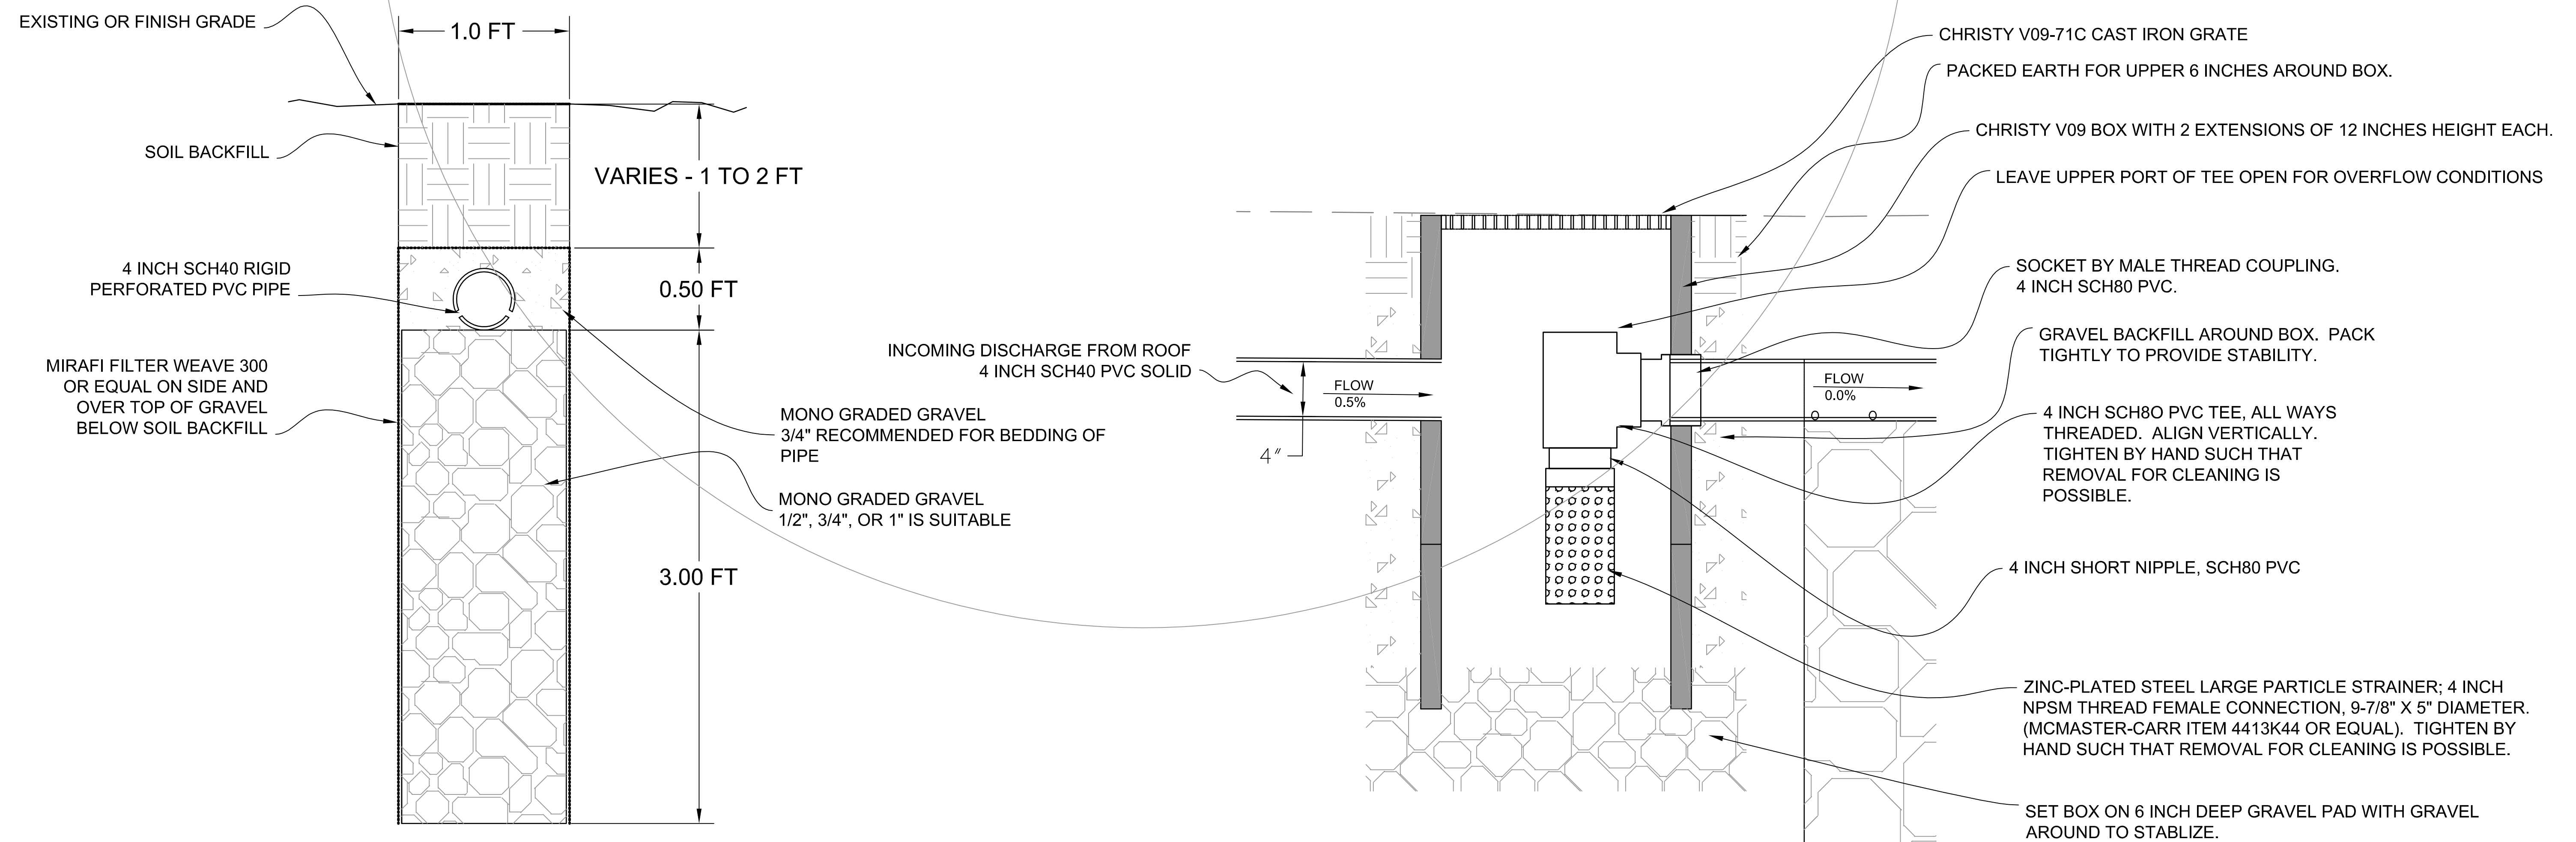 EXISTING OR FINISH GRADE
1.0 FT
SOIL BACKFILL
VARIES - 1 TO 2 FT
4 INCH SCH40 RIGID
PERFORATED PVC PIPE
0.50 FT
MIRAFI FILTER WEAVE 300
OR EQUAL ON SIDE AND
OVER TOP OF GRAVEL
BELOW SOIL BACKFILL
MONO GRADED GRAVEL
3/4" RECOMMENDED FOR BEDDING OF
PIPE
MONO GRADED GRAVEL
1/2", 3/4", OR 1" IS SUITABLE
3.00 FT
INCOMING DISCHARGE FROM ROOF
4 INCH SCH40 PVC SOLID
4"
FLOW
0.5%
FLOW
0.0%
CHRISTY V09-71C CAST IRON GRATE
PACKED EARTH FOR UPPER 6 INCHES AROUND BOX.
CHRISTY V09 BOX WITH 2 EXTENSIONS OF 12 INCHES HEIGHT EACH.
LEAVE UPPER PORT OF TEE OPEN FOR OVERFLOW CONDITIONS
SOCKET BY MALE THREAD COUPLING.
4 INCH SCH80 PVC.
GRAVEL BACKFILL AROUND BOX. PACK
TIGHTLY TO PROVIDE STABILITY.
4 INCH SCH8O PVC TEE, ALL WAYS
THREADED. ALIGN VERTICALLY.
TIGHTEN BY HAND SUCH THAT
REMOVAL FOR CLEANING IS
POSSIBLE.
4 INCH SHORT NIPPLE, SCH80 PVC
ZINC-PLATED STEEL LARGE PARTICLE STRAINER; 4 INCH
NPSM THREAD FEMALE CONNECTION, 9-7/8" X 5" DIAMETER.
(MCMASTER-CARR ITEM 4413K44 OR EQUAL). TIGHTEN BY
HAND SUCH THAT REMOVAL FOR CLEANING IS POSSIBLE.
SET BOX ON 6 INCH DEEP GRAVEL PAD WITH GRAVEL
AROUND TO STABLIZE.